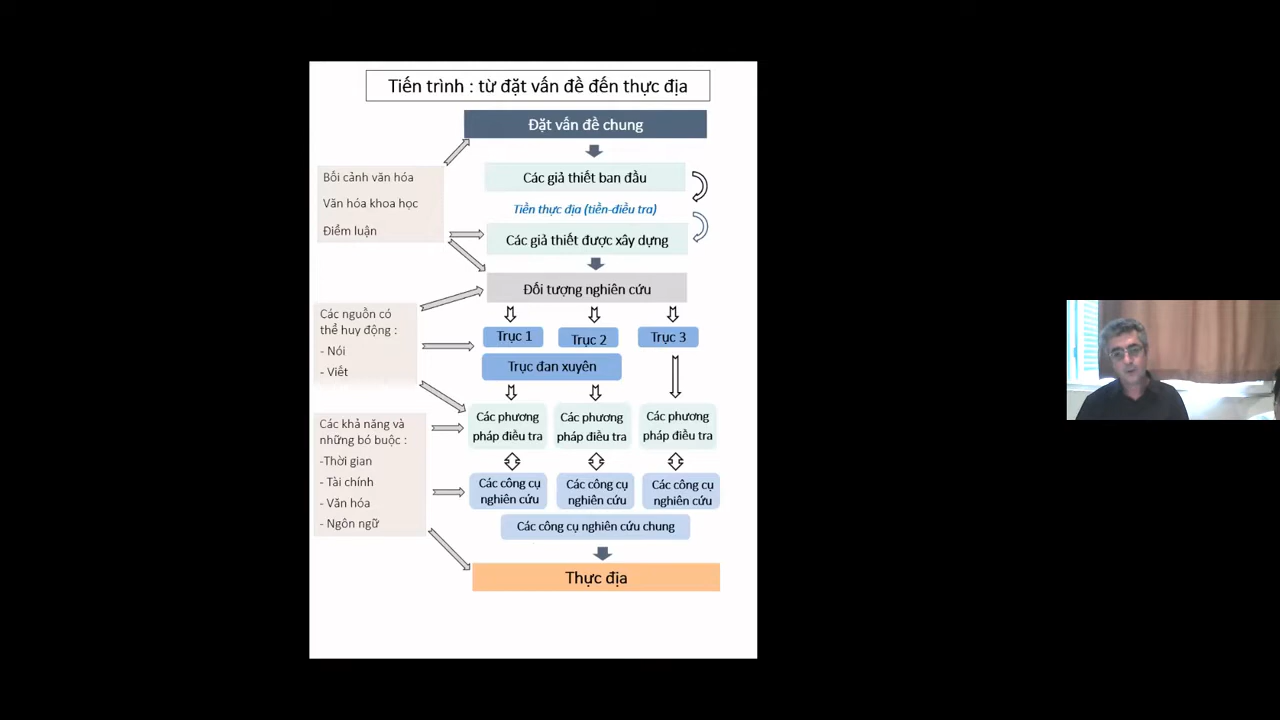 Tiến trình : từ đặt vấn đề đến thực địa
Đặt vấn đề chung
Bối cảnh văn hóa
Văn hóa khoa học
Điểm luận
Các giả thiết ban đầu
Tiền thực địa (tiền-điều tra)
Các giả thiết được xây dựng
Đối tượng nghiên cứu
Các nguồn có
thể huy động :
- Nói
- Viết
Trục 1
Trục 2
Trục 3
Trục đan xuyên
Các phương
pháp điều tra
Các phương
pháp điều tra
Các phương
pháp điều tra
Các khả năng và
những bó buộc :
-Thời gian
- Tài chính
- Văn hóa
- Ngôn ngữ
Các công cụ
nghiên cứu
Các công cụ
nghiên cứu
Các công cụ
nghiên cứu
Các công cụ nghiên cứu chung
Thực địa